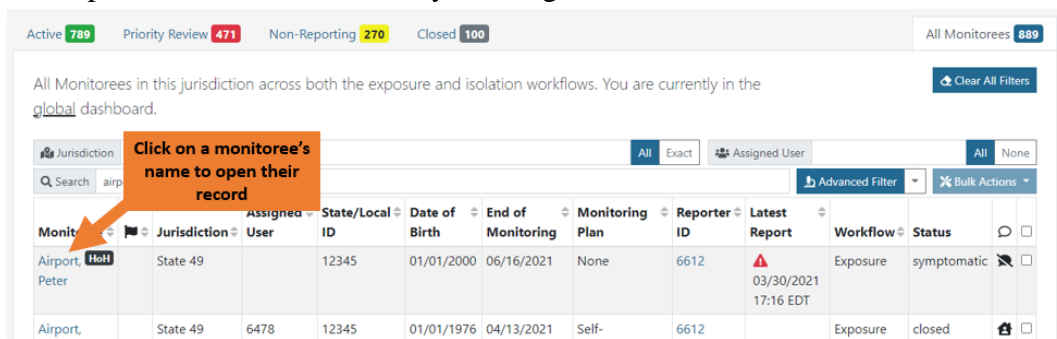 Active 789 Priority Review 471 Non-Reporting 270 Closed 100 All Monitorees 889
All Monitorees in this jurisdiction across both the exposure and isolation workflows. You are currently in the
global dashboard.
Clear All Filters
Jurisdiction All Exact Assigned User All None
Click on a monitoree's
name to open their
record
Search airp Advanced Filter Bulk Actions
Assigned State/Local Date of End of Monitoring Reporter Latest
Jurisdiction User ID Birth Monitoring Plan ID Report Workflow Status
Airport, HoH State 49 12345 01/01/2000 06/16/2021 None 6612 Exposure symptomatic
Peter 03/30/2021
17:16 EDT
Airport, State 49 6478 12345 01/01/1976 04/13/2021 Self- 6612 Exposure closed